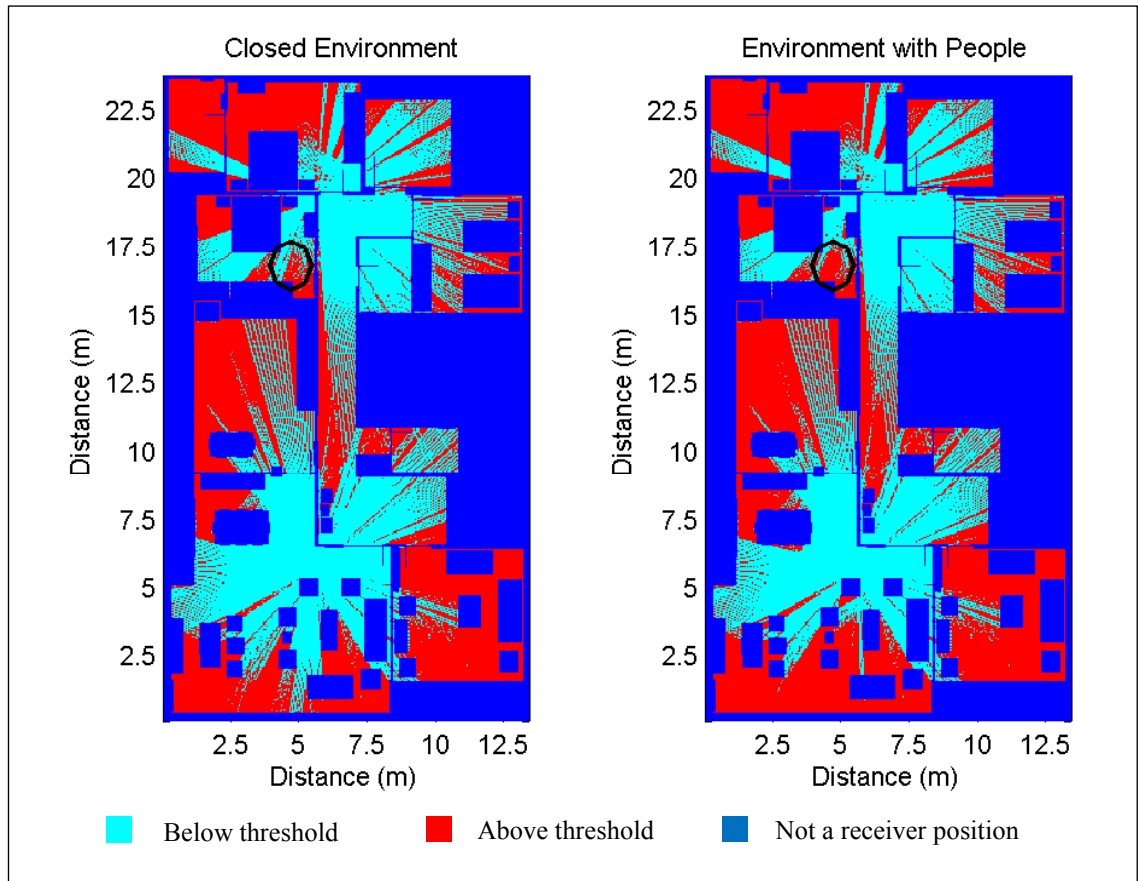 Closed Environment
Environment with People
22.5
20
17.5
15
12.5
10
7.5
5
2.5
Distance (m)
2.5 5 7.5 10 12.5
Distance (m)
22.5
20
17.5
15
12.5
10
7.5
5
2.5
Distance (m)
2.5 5 7.5 10 12.5
Distance (m)
Below threshold
Above threshold
Not a receiver position